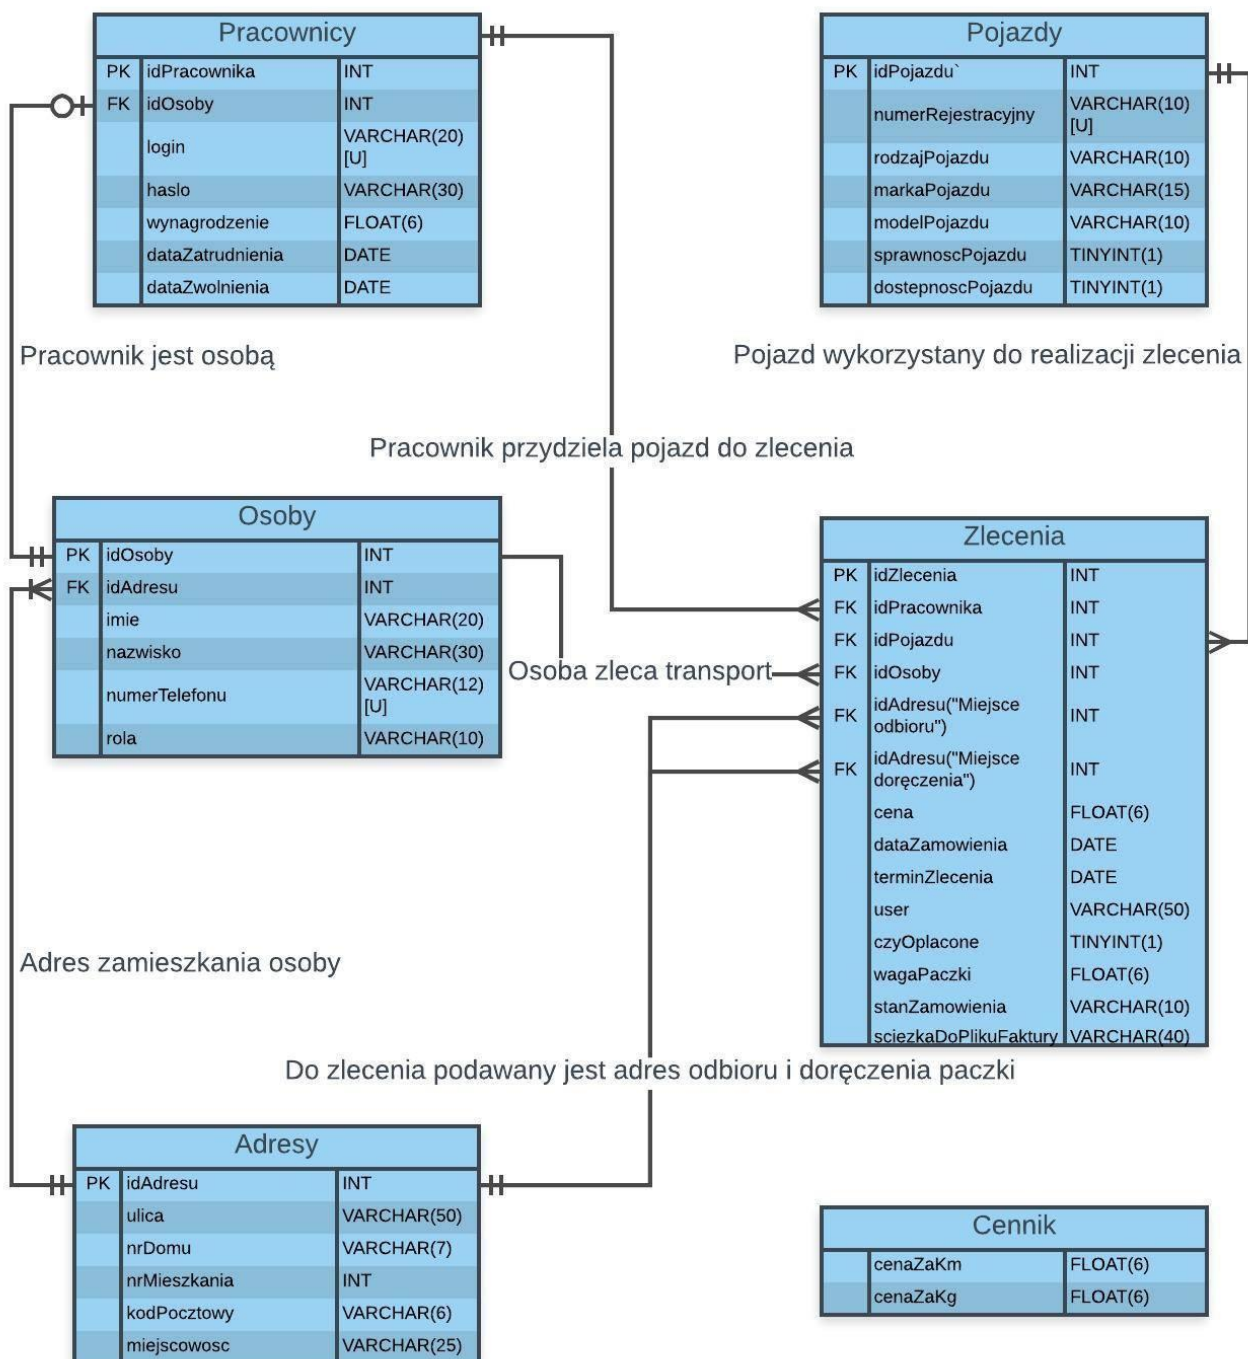 Pracownicy
PK idPracownika INT
FK idOsoby INT
login VARCHAR(20)
[U]
haslo VARCHAR(30)
wynagrodzenie FLOAT(6)
dataZatrudnienia DATE
dataZwolnienia DATE
Pojazdy
PK idPojazdu` INT
numerRejestracyjny VARCHAR(10)
[U]
rodzajPojazdu VARCHAR(10)
markaPojazdu VARCHAR(15)
modelPojazdu VARCHAR(10)
sprawnoscPojazdu TINYINT(1)
dostepnoscPojazdu TINYINT(1)
Pracownik jest osobą
Pojazd wykorzystany do realizacji zlecenia
Pracownik przydziela pojazd do zlecenia
Osoby
PK idOsoby INT
FK idAdresu INT
imie VARCHAR(20)
nazwisko VARCHAR(30)
numerTelefonu VARCHAR(12)
[U]
rola VARCHAR(10)
Osoba zleca transport
Zlecenia
PK idZlecenia INT
FK idPracownika INT
FK idPojazdu INT
FK idOsoby INT
FK idAdresu("Miejsce
odbioru") INT
FK idAdresu("Miejsce
doręczenia") INT
cena FLOAT(6)
dataZamowienia DATE
terminZlecenia DATE
user VARCHAR(50)
czyOplacone TINYINT(1)
wagaPaczki FLOAT(6)
stanZamowienia VARCHAR(10)
sciezkaDoPlikuFaktury VARCHAR(40)
Adres zamieszkania osoby
Do zlecenia podawany jest adres odbioru i doręczenia paczki
Adresy
PK idAdresu INT
ulica VARCHAR(50)
nrDomu VARCHAR(7)
nrMieszkania INT
kodPocztowy VARCHAR(6)
miejscowosc VARCHAR(25)
Cennik
cenaZaKm FLOAT(6)
cenaZaKg FLOAT(6)